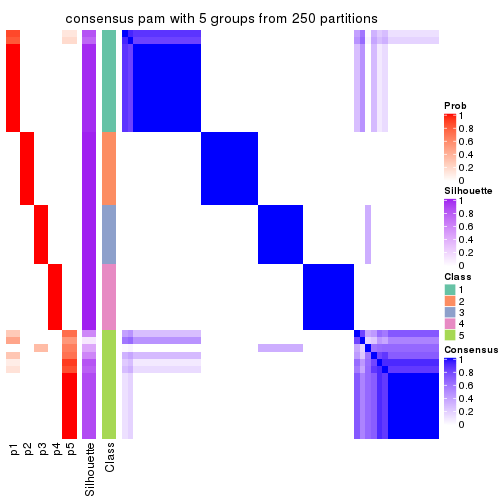 consensus pam with 5 groups from 250 partitions
Prob
1
0.8
0.6
0.4
0.2
0
Silhouette
1
0.8
0.6
0.4
0.2
0
Class
1
2
3
4
5
Consensus
1
0.8
0.6
0.4
0.2
0
p1
p2
p3
p4
p5
Silhouette
Class